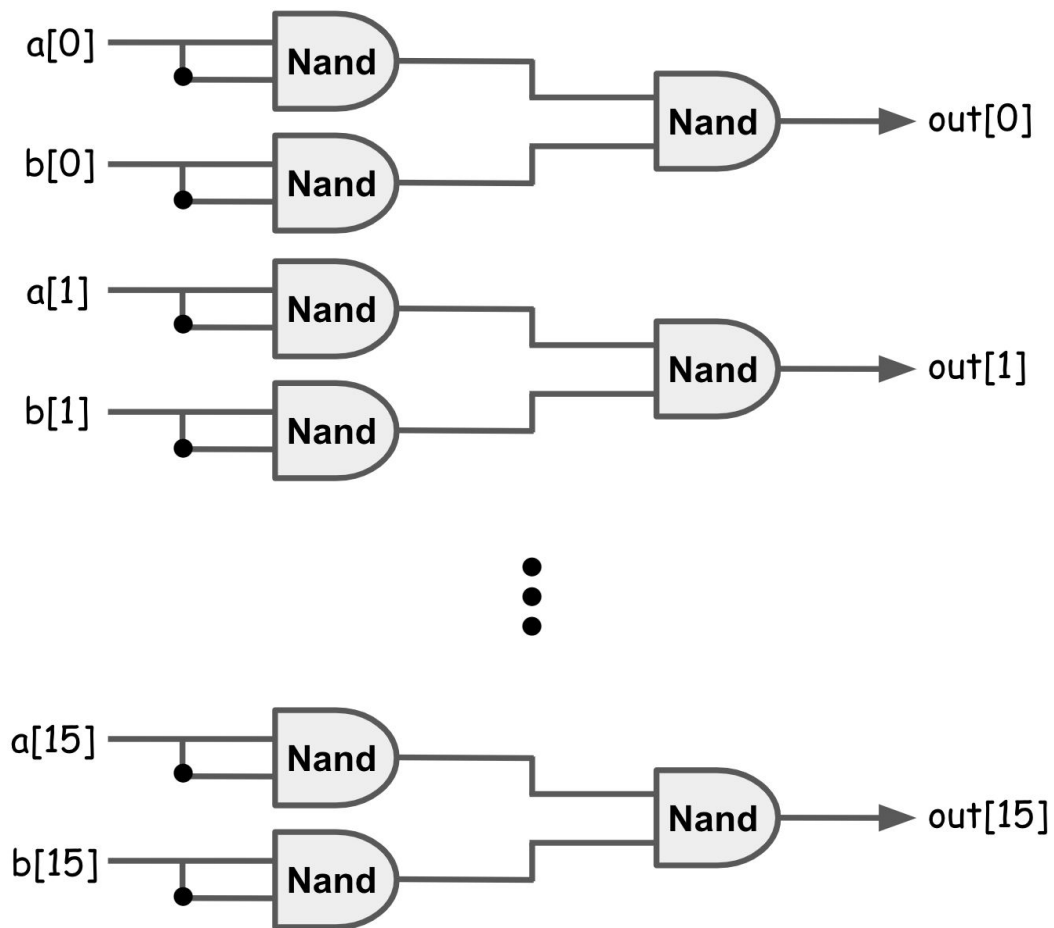 a[0]
Nand
Nand
out[0]
b[0]
Nand
a[1]
Nand
Nand
out[1]
b[1]
Nand
a[15]
Nand
Nand
out[15]
b[15]
Nand